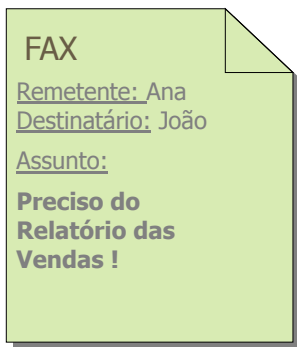 FAX
Remetente: Ana
Destinatário: João
Assunto:
Preciso do
Relatório das
Vendas !